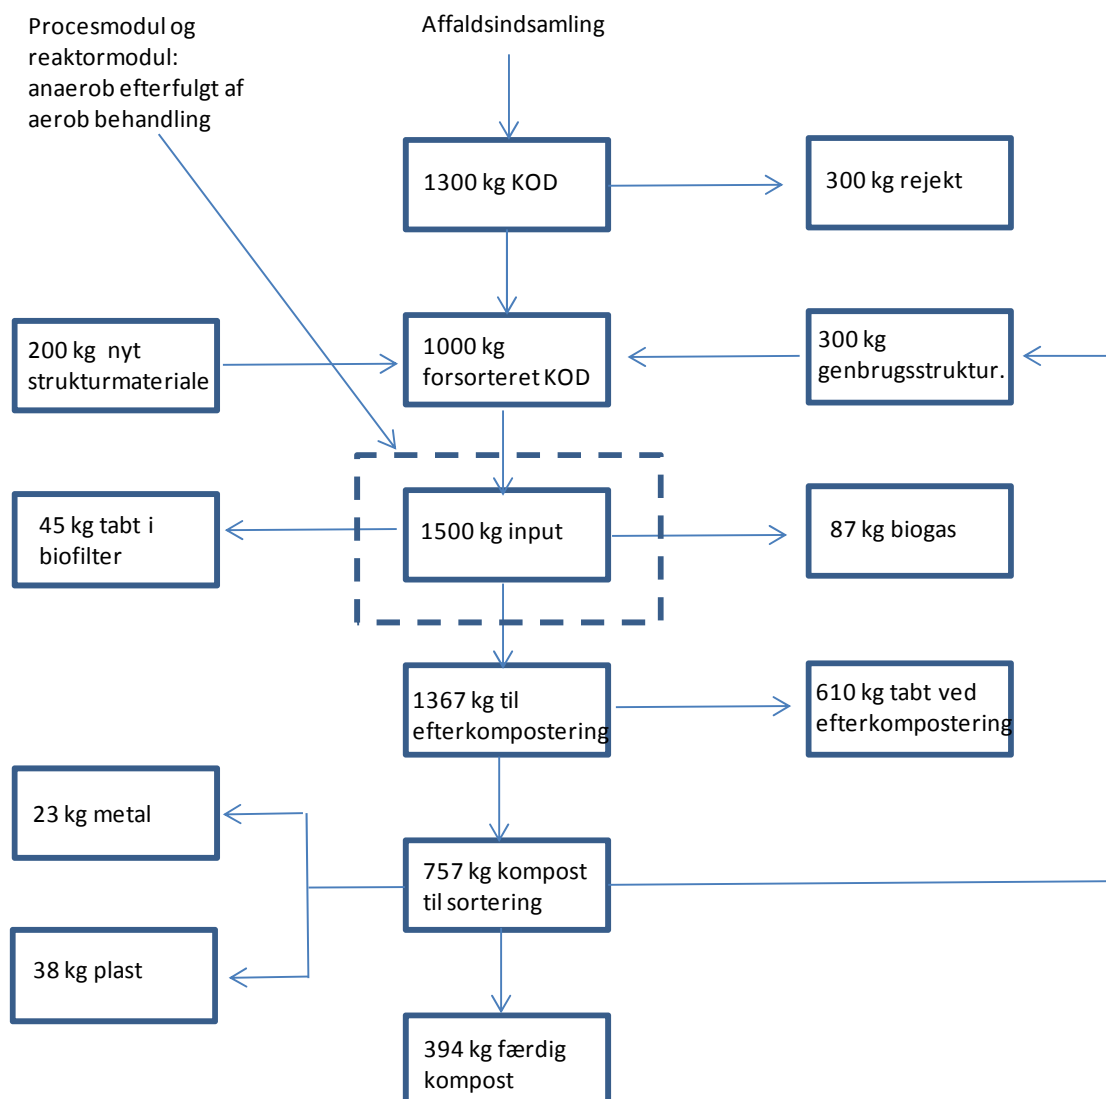 Procesmodul og
reaktormodul:
anaerob efterfulgt af
aerob behandling
Affaldsindsamling
1300 kg KOD
300 kg rejekt
200 kg nyt
strukturmateriale
1000 kg
forsorteret KOD
300 kg
genbrugsstruktur.
45 kg tabt i
biofilter
1500 kg input
87 kg biogas
1367 kg til
efterkompostering
610 kg tabt ved
efterkompostering
23 kg metal
757 kg kompost
til sortering
38 kg plast
394 kg færdig
kompost